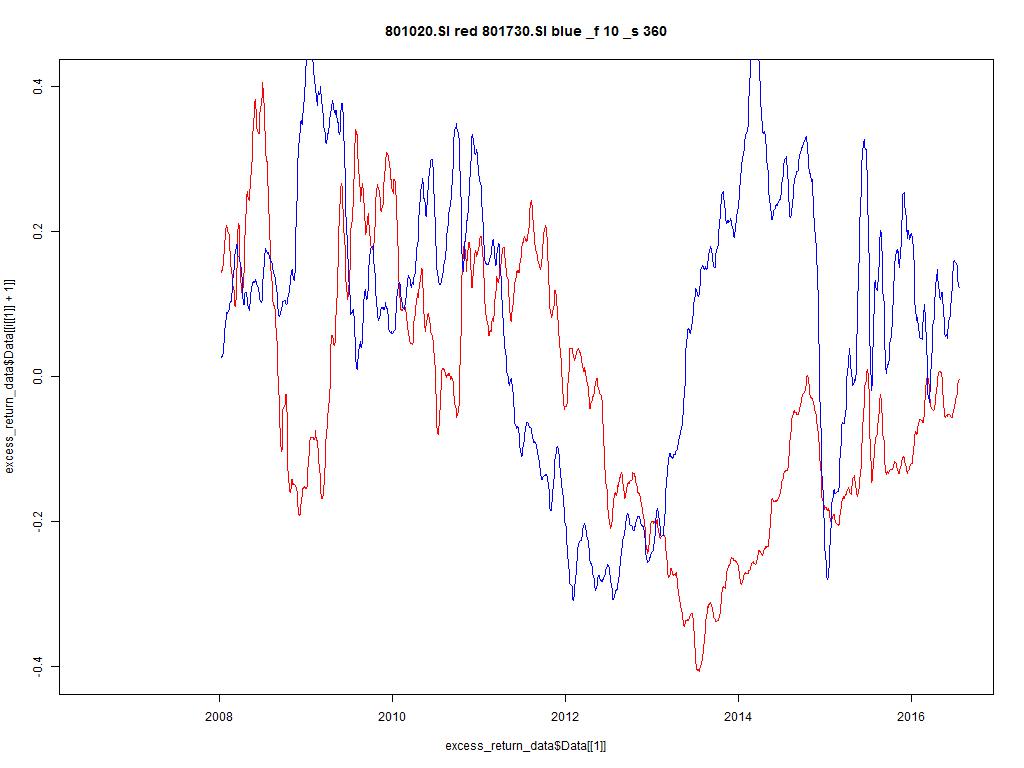 801020.SI red 801730.SI blue _f 10 _s 360
0.4
0.2
0.0
-0.2
-0.4
excess_return_data$Data[[i[[1]] + 1]]
2008 2010 2012 2014 2016
excess_return_data$Data[[1]]